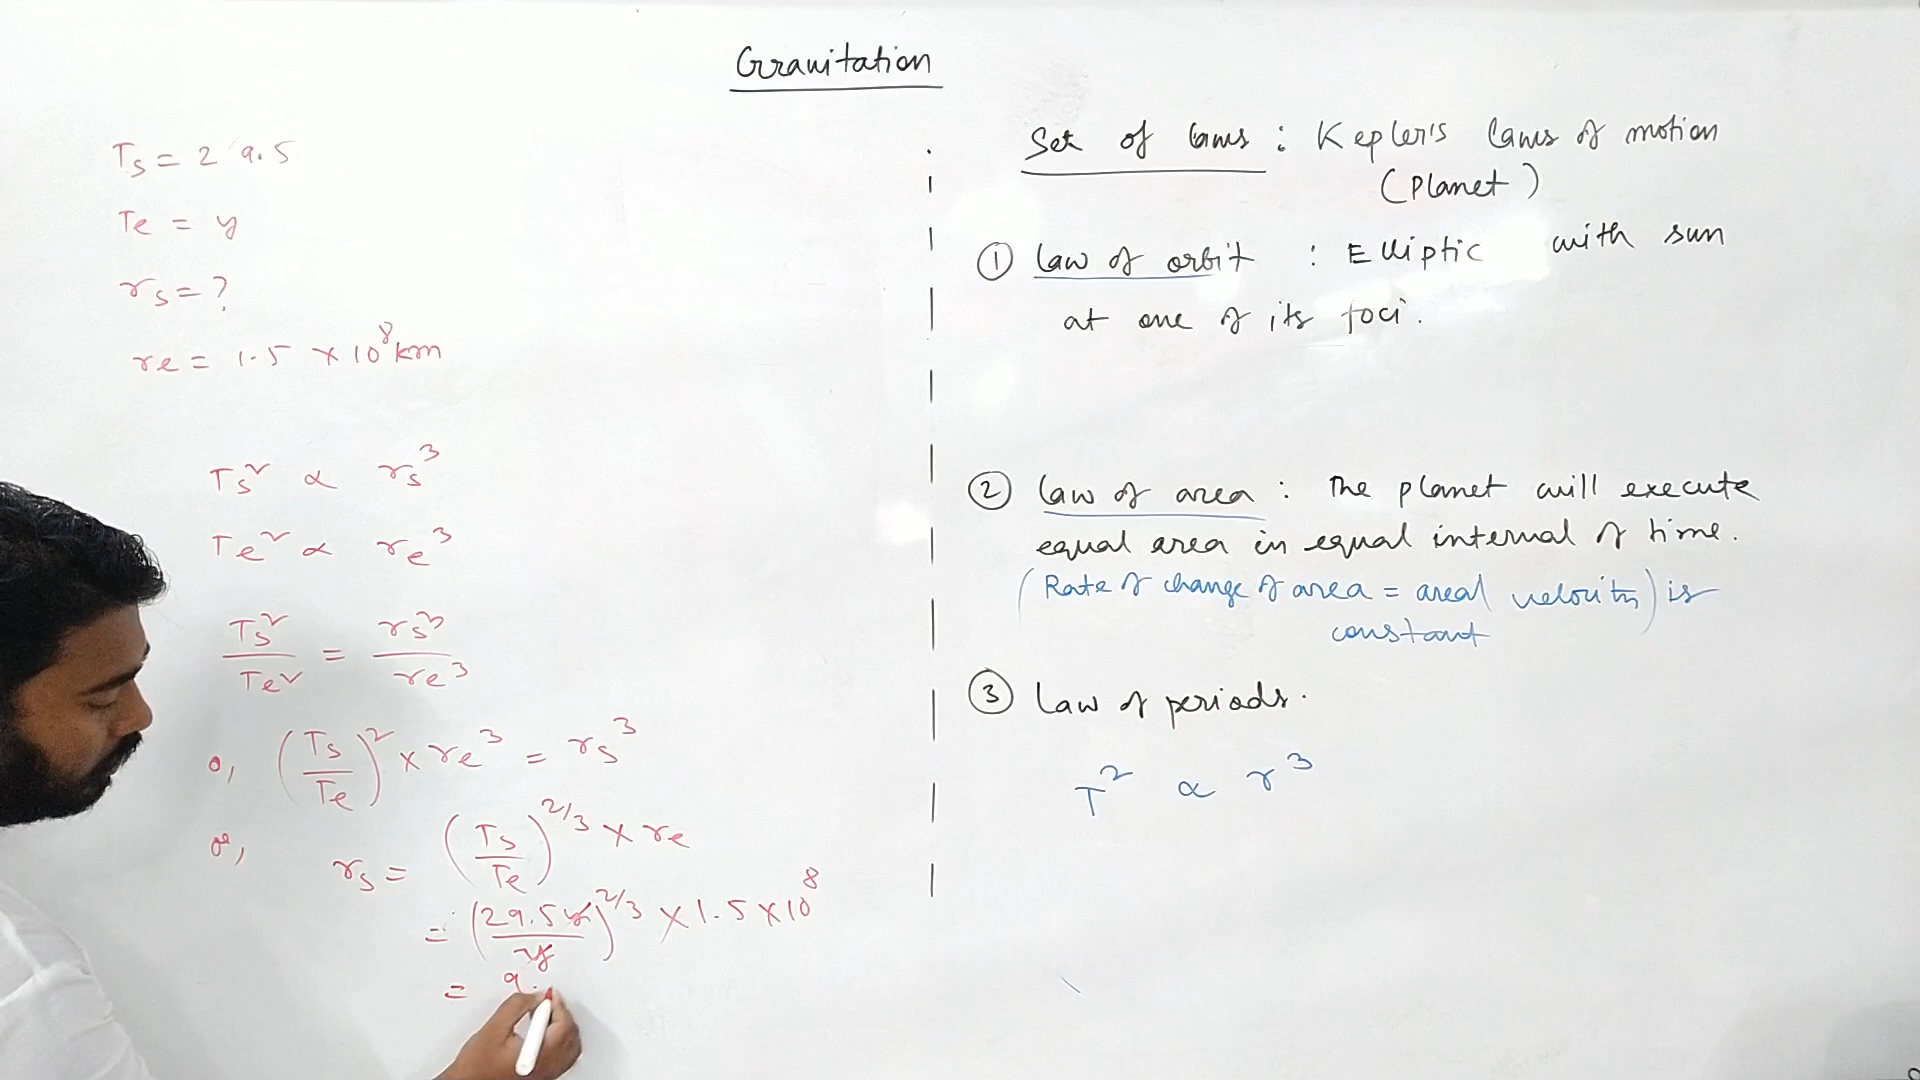 Gravitation
Ts = 2 9.5
Te = y
rs = ?
re = 1.5 × 10⁸ km
Ts² ∝ rs³
Te² ∝ re³
Ts²/Te² = rs³/re³
o, (Ts/Te)² × re³ = rs³
or, rs = (Ts/Te)^2/3 × re
= (29.5y/y)^2/3 × 1.5 × 10⁸
= 9.
Set of laws : Kepler's laws of motion
(Planet)
① law of orbit : Elliptic with sun
at one of its foci.
② law of area : The planet will execute
equal area in equal interval of time.
(Rate of change of area = areal velocity) is
constant
③ Law of periods.
T² ∝ r³